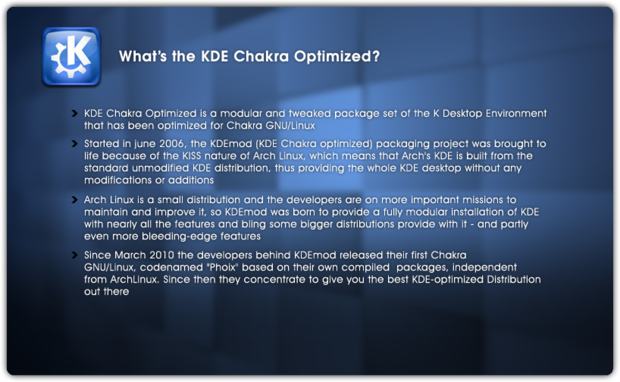 What's the KDE Chakra Optimized?
KDE Chakra Optimized is a modular and tweaked package set of the K Desktop Environment
that has been optimized for Chakra GNU/Linux
Started in june 2006, the KDEmod (KDE Chakra optimized) packaging project was brought to
life because of the KISS nature of Arch Linux, which means that Arch's KDE is built from the
standard unmodified KDE distribution, thus providing the whole KDE desktop without any
modifications or additions
Arch Linux is a small distribution and the developers are on more important missions to
maintain and improve it, so KDEmod was born to provide a fully modular installation of KDE
with nearly all the features and bling some bigger distributions provide with it - and partly
even more bleeding-edge features
Since March 2010 the developers behind KDEmod released their first Chakra
GNU/Linux, codenamed "Phoix" based on their own compiled packages, independent
from ArchLinux. Since then they concentrate to give you the best KDE-optimized Distribution
out there